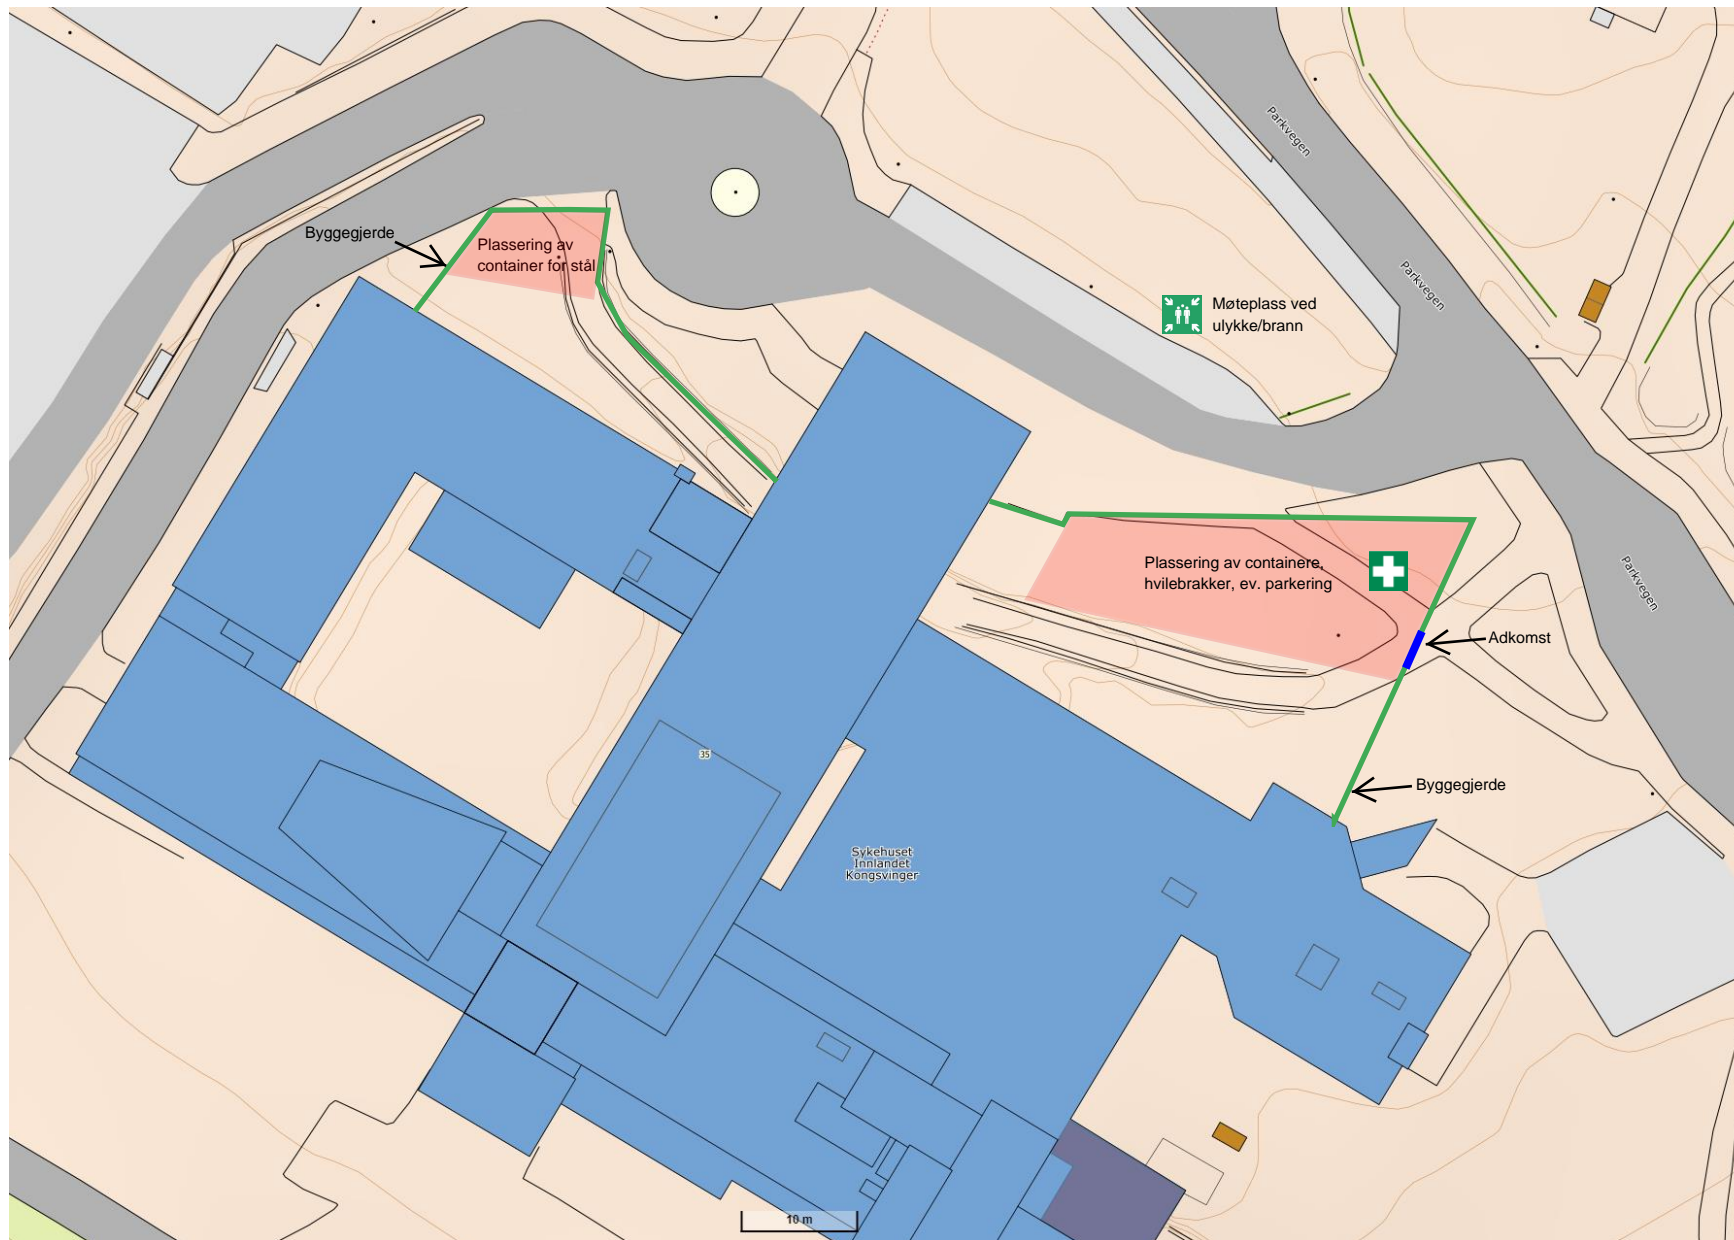 Parkvegen
Byggegjerde
Plassering av
container for stål
Parkvegen
Møteplass ved
ulykke/brann
Plassering av containere,
hvilebrakker, ev. parkering
Parkvegen
Adkomst
35
Byggegjerde
Sykehuset
Innlandet
Kongsvinger
10 m